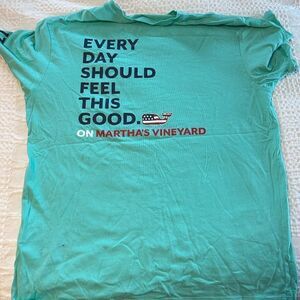 EVERY
DAY
SHOULD
FEEL
THIS
GOOD.
ON MARTHA'S VINEYARD